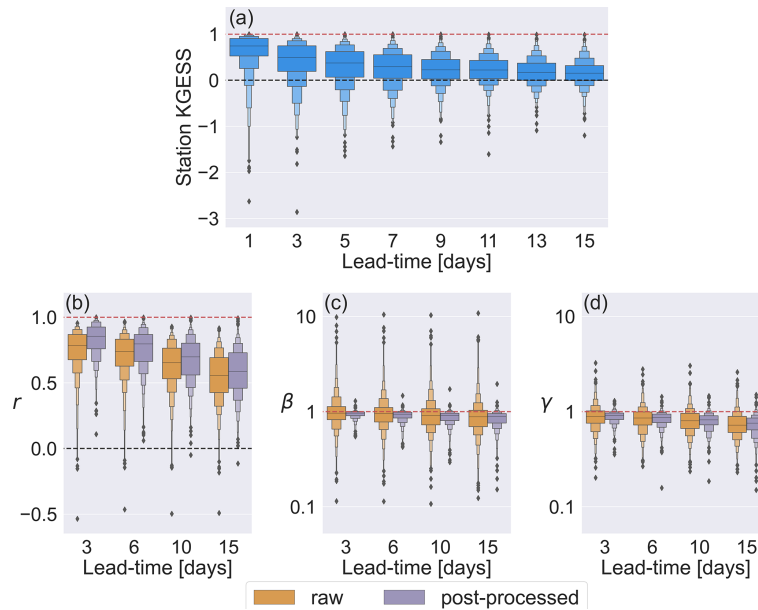 (a)
Station KGESS
1
0
−1
−2
−3
1 3 5 7 9 11 13 15
Lead-time [days]
(b)
r
1.0
0.5
0.0
−0.5
3 6 10 15
Lead-time [days]
(c)
β
10
1
0.1
3 6 10 15
Lead-time [days]
(d)
γ
10
1
0.1
3 6 10 15
Lead-time [days]
raw post-processed